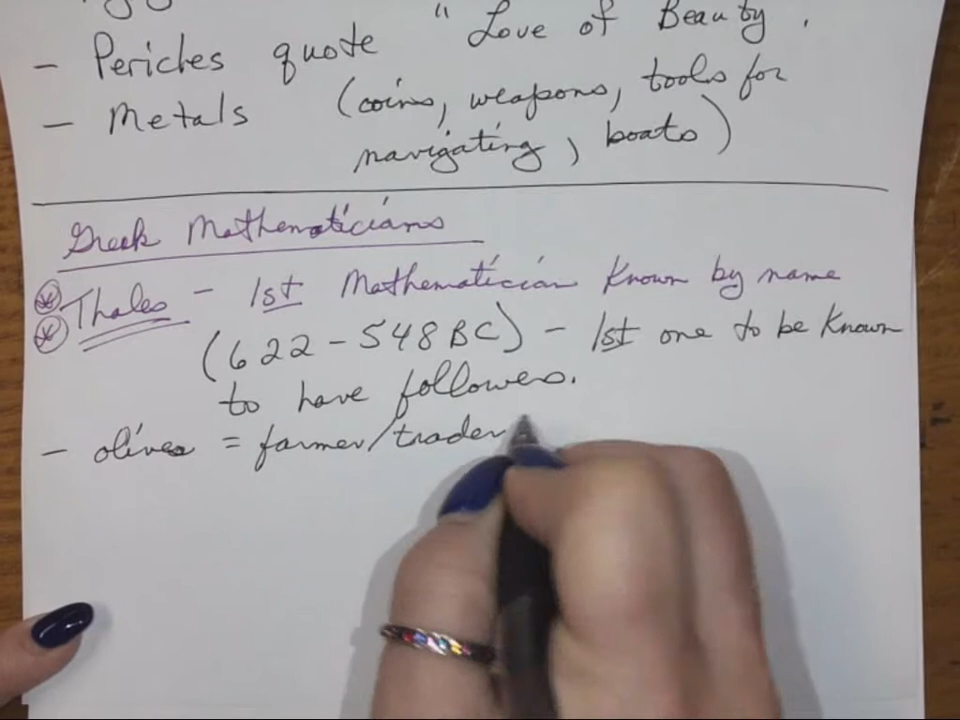 - Pericles quote " Love of Beauty .
- Metals (coins, weapons, tools for
navigating, boats)
Greek Mathematicians
Thales - 1st Mathematician Known by name
(622 - 548 BC) - 1st one to be Known
to have followers.
- olives = farmer/trader